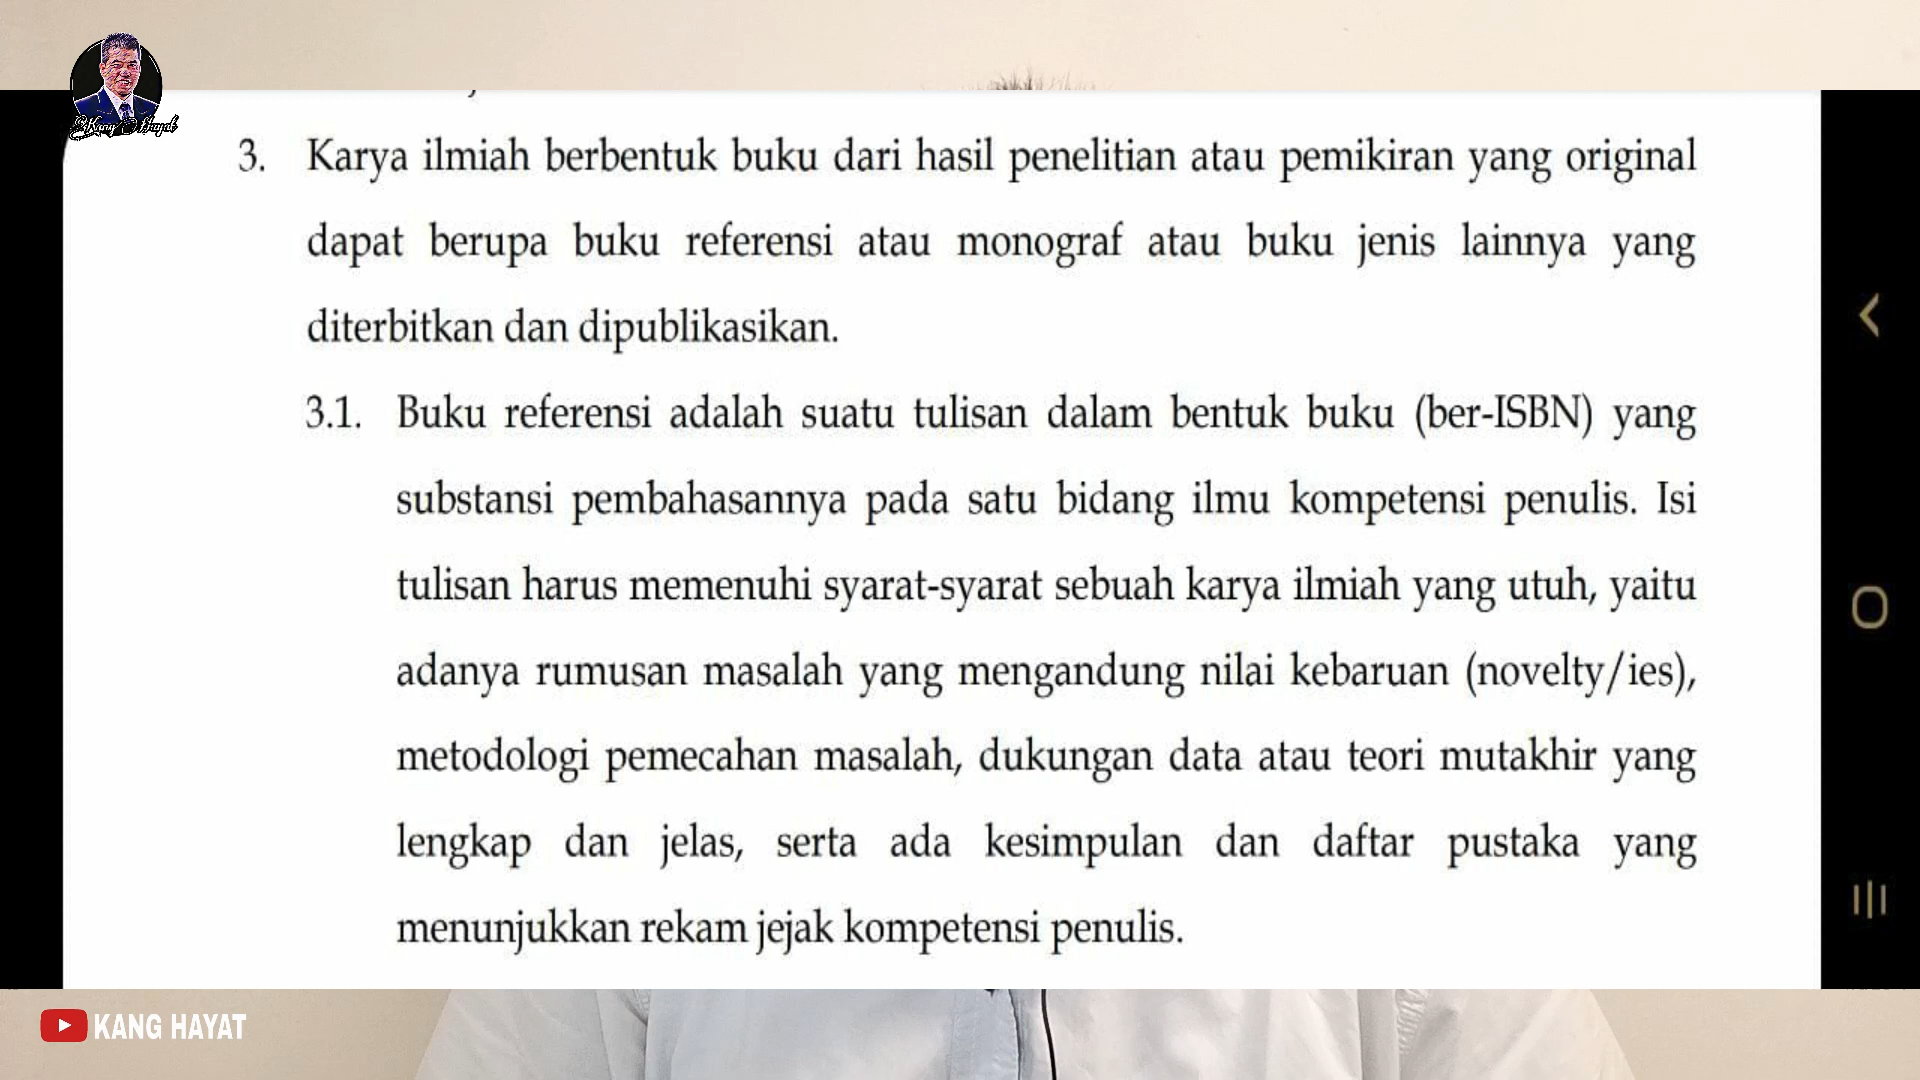 Kang Hayat
3. Karya ilmiah berbentuk buku dari hasil penelitian atau pemikiran yang original
dapat berupa buku referensi atau monograf atau buku jenis lainnya yang
diterbitkan dan dipublikasikan.
3.1. Buku referensi adalah suatu tulisan dalam bentuk buku (ber-ISBN) yang
substansi pembahasannya pada satu bidang ilmu kompetensi penulis. Isi
tulisan harus memenuhi syarat-syarat sebuah karya ilmiah yang utuh, yaitu
adanya rumusan masalah yang mengandung nilai kebaruan (novelty/ies),
metodologi pemecahan masalah, dukungan data atau teori mutakhir yang
lengkap dan jelas, serta ada kesimpulan dan daftar pustaka yang
menunjukkan rekam jejak kompetensi penulis.
KANG HAYAT